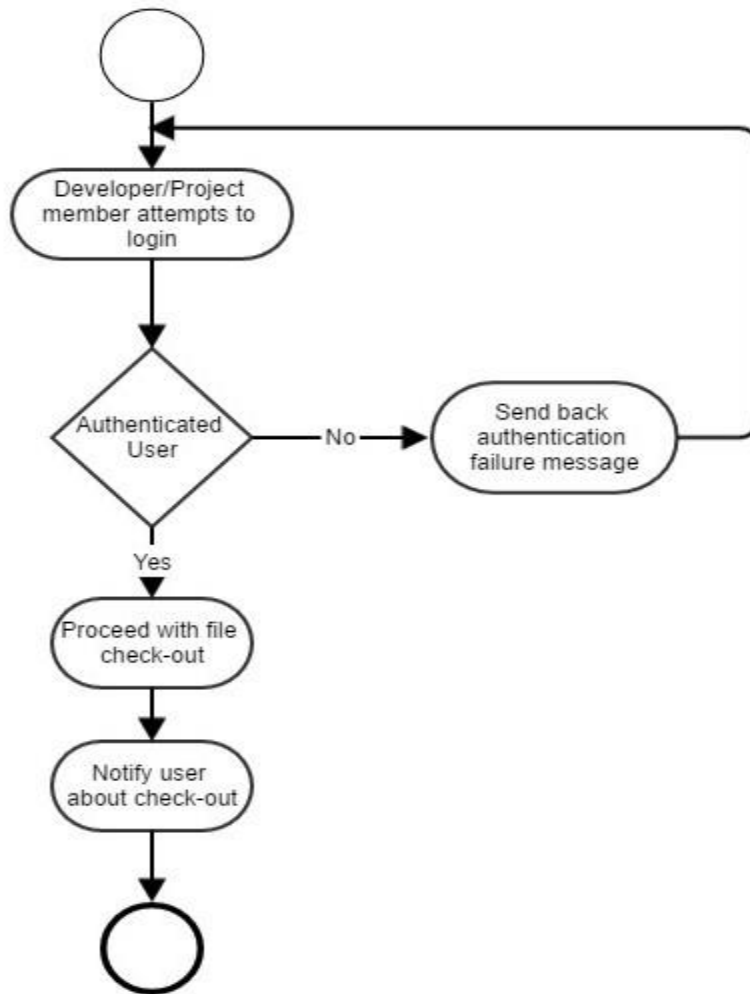 Developer/Project
member attempts to
login
Authenticated
User
No
Send back
authentication
failure message
Yes
Proceed with file
check-out
Notify user
about check-out